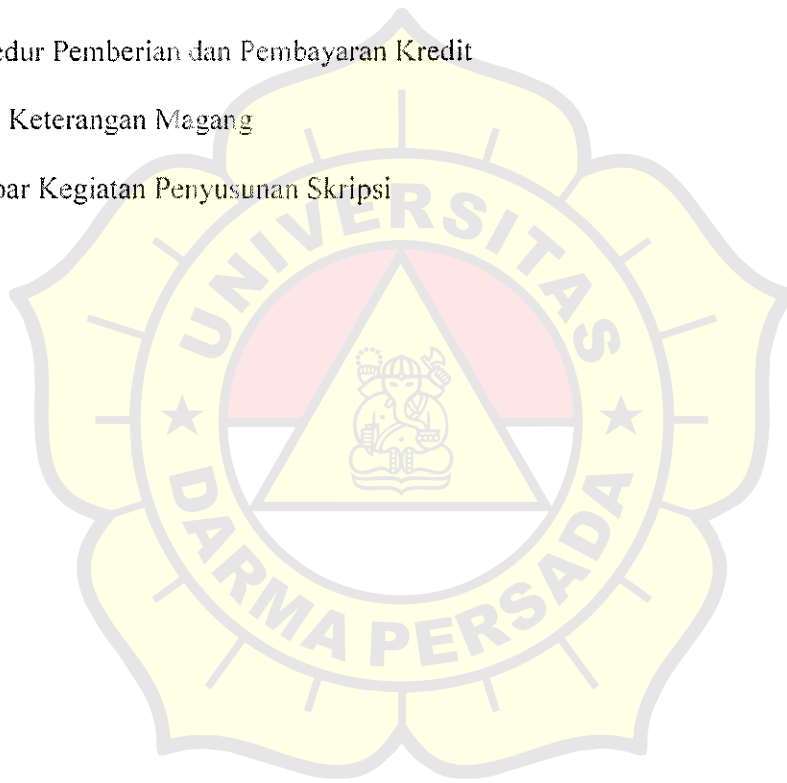 edur Pemberian dan Pembayaran Kredit
Keterangan Magang
bar Kegiatan Penyusunan Skripsi
UNIVERSITAS
DARMA PERSADA